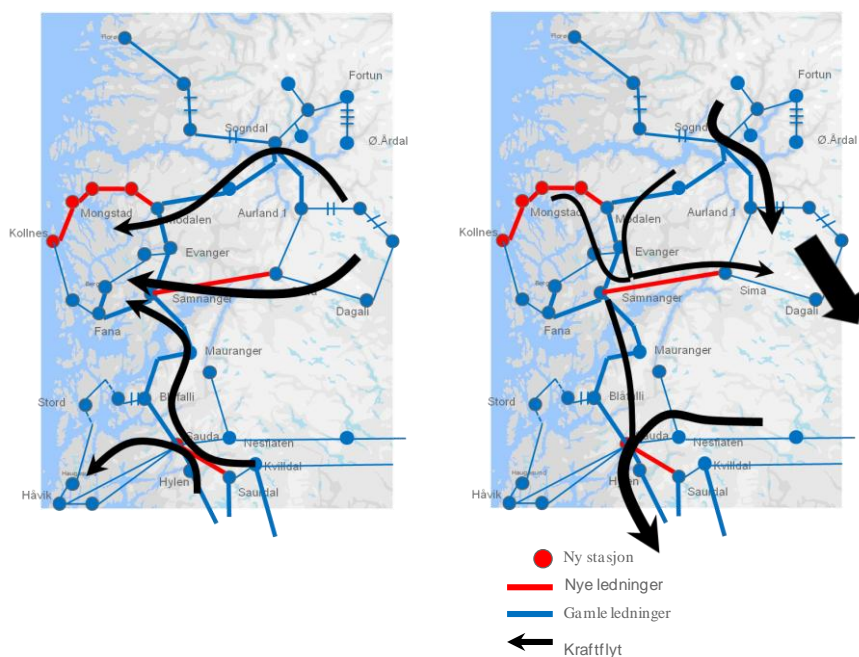 Florø
Fortun
Sogndal
Ø.Årdal
Mongstad
Modalen
Aurland 1
Kollnes
Evanger
Samnanger
Dagali
Fana
Mauranger
Stord
Blåfalli
Sauda
Nesflaten
Kvilldal
Håvik
Hylen
Saurdal
Fortun
Sogndal
Ø.Årdal
Mongstad
Modalen
Aurland 1
Kollnes
Evanger
Samnanger
Sima
Dagali
Fana
Mauranger
Stord
Blåfalli
Sauda
Nesflaten
Kvilldal
Håvik
Hylen
Saurdal
Ny stasjon
Nye ledninger
Gamle ledninger
Kraftflyt